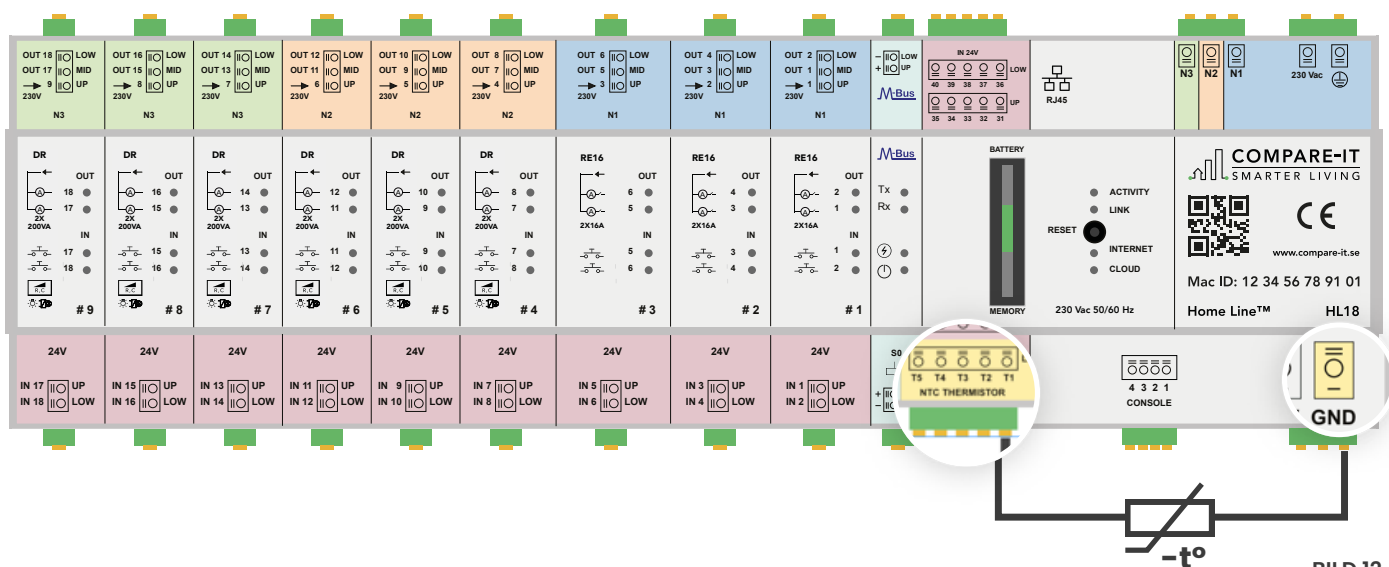 OUT 18 LOW
OUT 17 MID
9 UP
230V
N3
OUT 16 LOW
OUT 15 MID
8 UP
230V
N3
OUT 14 LOW
OUT 13 MID
7 UP
230V
N3
OUT 12 LOW
OUT 11 MID
6 UP
230V
N2
OUT 10 LOW
OUT 9 MID
5 UP
230V
N2
OUT 8 LOW
OUT 7 MID
4 UP
230V
N2
OUT 6 LOW
OUT 5 MID
3 UP
230V
N1
OUT 4 LOW
OUT 3 MID
2 UP
230V
N1
OUT 2 LOW
OUT 1 MID
1 UP
230V
N1
- LOW
+ UP
M-Bus
IN 24V
LOW
40 39 38 37 36
UP
35 34 33 32 31
RJ45
N3 N2 N1
230 Vac
DR
OUT
18
17
2X
200VA
IN
17
18
R,C
# 9
DR
OUT
16
15
2X
200VA
IN
15
16
R,C
# 8
DR
OUT
14
13
2X
200VA
IN
13
14
R,C
# 7
DR
OUT
12
11
2X
200VA
IN
11
12
R,C
# 6
DR
OUT
10
9
2X
200VA
IN
9
10
R,C
# 5
DR
OUT
8
7
2X
200VA
IN
7
8
R,C
# 4
RE16
OUT
6
5
2X16A
IN
5
6
# 3
RE16
OUT
4
3
2X16A
IN
3
4
# 2
RE16
OUT
2
1
2X16A
IN
1
2
# 1
M-Bus
Tx
Rx
BATTERY
MEMORY
ACTIVITY
LINK
RESET
INTERNET
CLOUD
230 Vac 50/60 Hz
COMPARE-IT
SMARTER LIVING
CE
www.compare-it.se
Mac ID: 12 34 56 78 91 01
Home Line™ HL18
24V
IN 17 UP
IN 18 LOW
24V
IN 15 UP
IN 16 LOW
24V
IN 13 UP
IN 14 LOW
24V
IN 11 UP
IN 12 LOW
24V
IN 9 UP
IN 10 LOW
24V
IN 7 UP
IN 8 LOW
24V
IN 5 UP
IN 6 LOW
24V
IN 3 UP
IN 4 LOW
24V
IN 1 UP
IN 2 LOW
S0
+
-
T5 T4 T3 T2 T1
NTC THERMISTOR
4 3 2 1
CONSOLE
GND
-t°